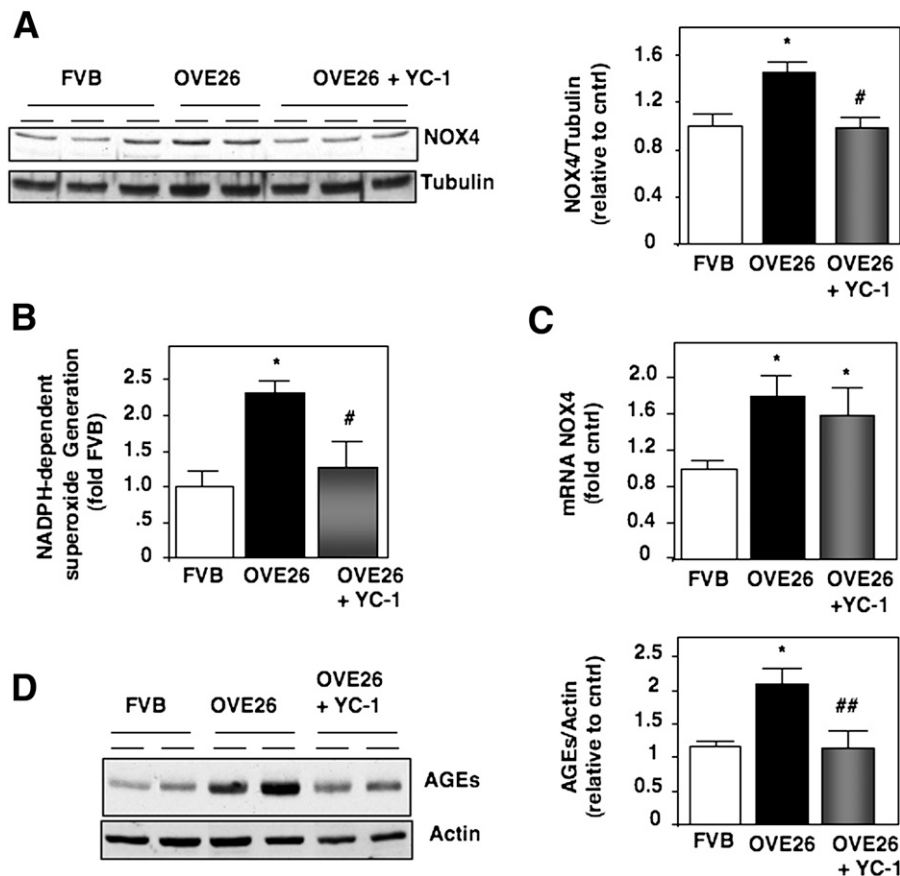 A
FVB OVE26 OVE26 + YC-1
NOX4
Tubulin
NOX4/Tubulin
(relative to cntrl)
1.6
1.2
0.8
0.4
0
*
#
FVB OVE26 OVE26
+ YC-1
B
NADPH-dependent
superoxide Generation
(fold FVB)
2.5
2.0
1.5
1.0
.5
0
*
#
FVB OVE26 OVE26
+ YC-1
C
mRNA NOX4
(fold cntrl)
2.0
1.6
1.2
0.8
0.4
0
*
*
FVB OVE26 OVE26
+YC-1
D
FVB OVE26 OVE26
+ YC-1
AGEs
Actin
AGEs/Actin
(relative to cntrl)
2.5
2
1.5
1
0.5
0
*
##
FVB OVE26 OVE26
+ YC-1